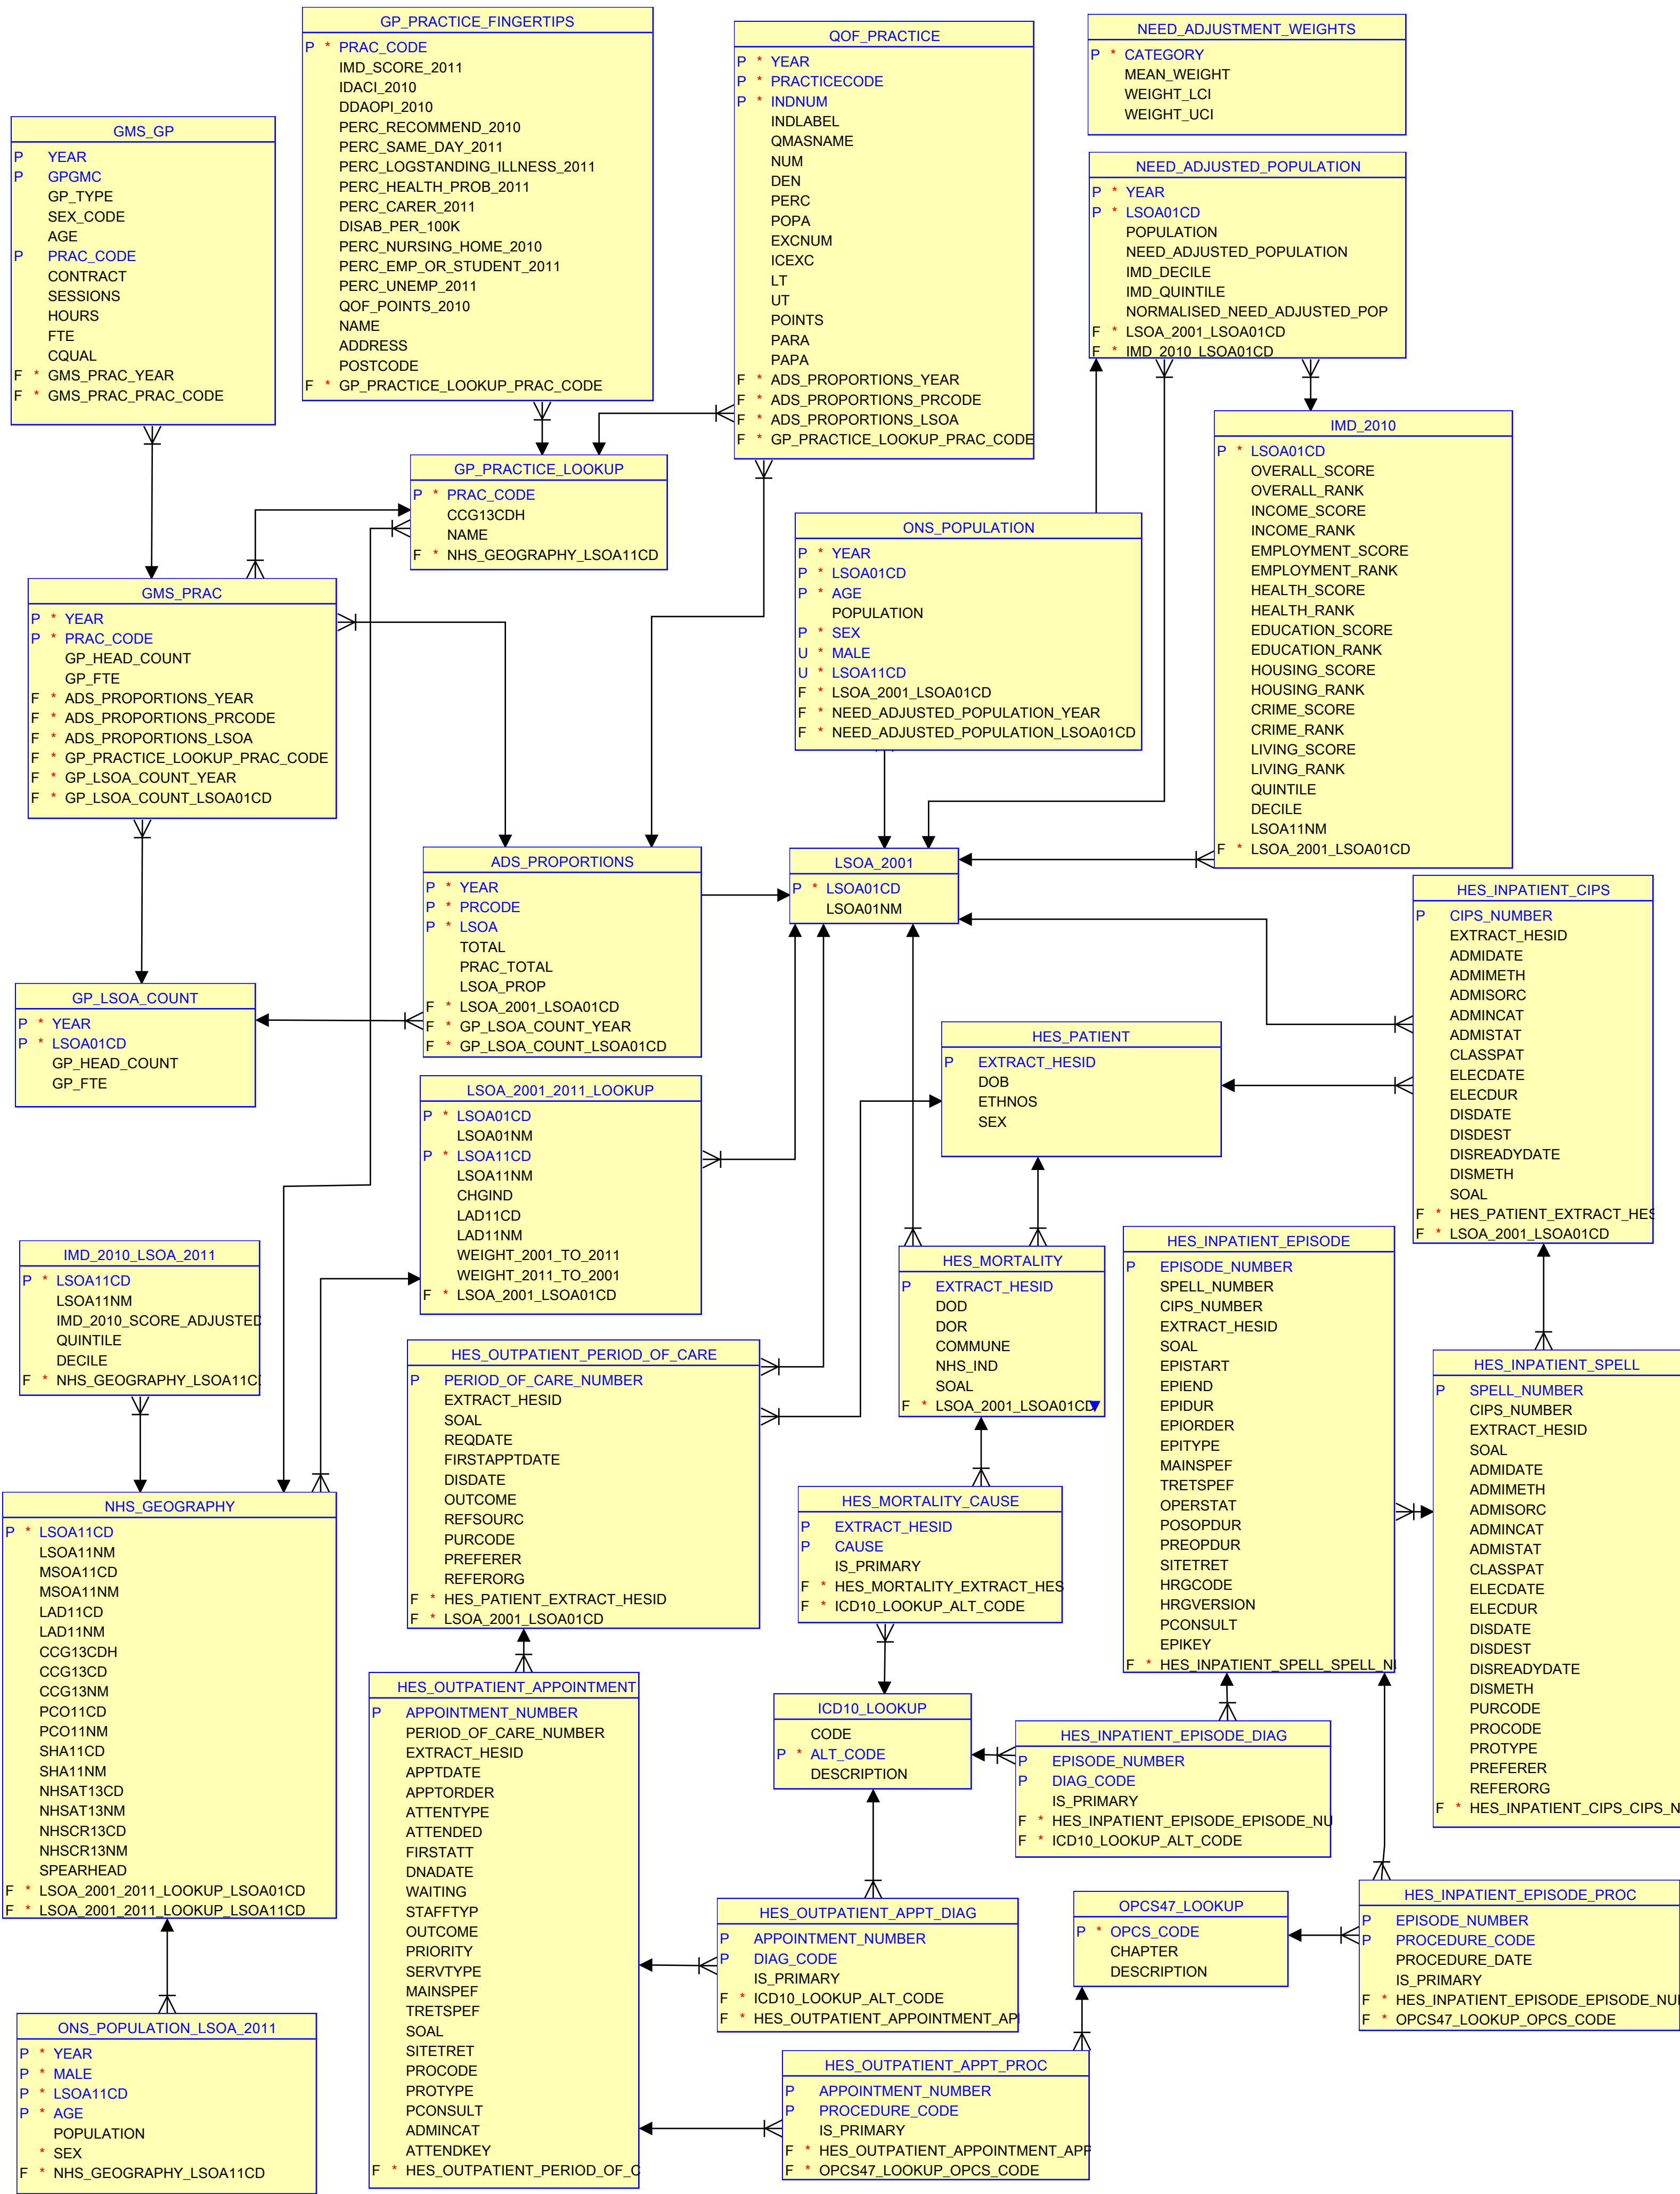 GP_PRACTICE_FINGERTIPS
P * PRAC_CODE
IMD_SCORE_2011
IDACI_2010
DDAOPI_2010
PERC_RECOMMEND_2010
PERC_SAME_DAY_2011
PERC_LOGSTANDING_ILLNESS_2011
PERC_HEALTH_PROB_2011
PERC_CARER_2011
DISAB_PER_100K
PERC_NURSING_HOME_2010
PERC_EMP_OR_STUDENT_2011
PERC_UNEMP_2011
QOF_POINTS_2010
NAME
ADDRESS
POSTCODE
F * GP_PRACTICE_LOOKUP_PRAC_CODE
QOF_PRACTICE
P * YEAR
P * PRACTICECODE
P * INDNUM
INDLABEL
QMASNAME
NUM
DEN
PERC
POPA
EXCNUM
ICEXC
LT
UT
POINTS
PARA
PAPA
F * ADS_PROPORTIONS_YEAR
F * ADS_PROPORTIONS_PRCODE
F * ADS_PROPORTIONS_LSOA
F * GP_PRACTICE_LOOKUP_PRAC_CODE
NEED_ADJUSTMENT_WEIGHTS
P * CATEGORY
MEAN_WEIGHT
WEIGHT_LCI
WEIGHT_UCI
GMS_GP
P YEAR
P GPGMC
GP_TYPE
SEX_CODE
AGE
P PRAC_CODE
CONTRACT
SESSIONS
HOURS
FTE
CQUAL
F * GMS_PRAC_YEAR
F * GMS_PRAC_PRAC_CODE
NEED_ADJUSTED_POPULATION
P * YEAR
P * LSOA01CD
POPULATION
NEED_ADJUSTED_POPULATION
IMD_DECILE
IMD_QUINTILE
NORMALISED_NEED_ADJUSTED_POP
F * LSOA_2001_LSOA01CD
F * IMD_2010_LSOA01CD
IMD_2010
P * LSOA01CD
OVERALL_SCORE
OVERALL_RANK
INCOME_SCORE
INCOME_RANK
EMPLOYMENT_SCORE
EMPLOYMENT_RANK
HEALTH_SCORE
HEALTH_RANK
EDUCATION_SCORE
EDUCATION_RANK
HOUSING_SCORE
HOUSING_RANK
CRIME_SCORE
CRIME_RANK
LIVING_SCORE
LIVING_RANK
QUINTILE
DECILE
LSOA11NM
F * LSOA_2001_LSOA01CD
GP_PRACTICE_LOOKUP
P * PRAC_CODE
CCG13CDH
NAME
F * NHS_GEOGRAPHY_LSOA11CD
ONS_POPULATION
P * YEAR
P * LSOA01CD
P * AGE
POPULATION
P * SEX
U * MALE
U * LSOA11CD
F * LSOA_2001_LSOA01CD
F * NEED_ADJUSTED_POPULATION_YEAR
F * NEED_ADJUSTED_POPULATION_LSOA01CD
GMS_PRAC
P * YEAR
P * PRAC_CODE
GP_HEAD_COUNT
GP_FTE
F * ADS_PROPORTIONS_YEAR
F * ADS_PROPORTIONS_PRCODE
F * ADS_PROPORTIONS_LSOA
F * GP_PRACTICE_LOOKUP_PRAC_CODE
F * GP_LSOA_COUNT_YEAR
F * GP_LSOA_COUNT_LSOA01CD
ADS_PROPORTIONS
P * YEAR
P * PRCODE
P * LSOA
TOTAL
PRAC_TOTAL
LSOA_PROP
F * LSOA_2001_LSOA01CD
F * GP_LSOA_COUNT_YEAR
F * GP_LSOA_COUNT_LSOA01CD
LSOA_2001
P * LSOA01CD
LSOA01NM
HES_INPATIENT_CIPS
P CIPS_NUMBER
EXTRACT_HESID
ADMIDATE
ADMIMETH
ADMISORC
ADMINCAT
ADMISTAT
CLASSPAT
ELECDATE
ELECDUR
DISDATE
DISDEST
DISREADYDATE
DISMETH
SOAL
F * HES_PATIENT_EXTRACT_HES
F * LSOA_2001_LSOA01CD
GP_LSOA_COUNT
P * YEAR
P * LSOA01CD
GP_HEAD_COUNT
GP_FTE
HES_PATIENT
P EXTRACT_HESID
DOB
ETHNOS
SEX
LSOA_2001_2011_LOOKUP
P * LSOA01CD
LSOA01NM
P * LSOA11CD
LSOA11NM
CHGIND
LAD11CD
LAD11NM
WEIGHT_2001_TO_2011
WEIGHT_2011_TO_2001
F * LSOA_2001_LSOA01CD
IMD_2010_LSOA_2011
P * LSOA11CD
LSOA11NM
IMD_2010_SCORE_ADJUSTED
QUINTILE
DECILE
F * NHS_GEOGRAPHY_LSOA11C
HES_MORTALITY
P EXTRACT_HESID
DOD
DOR
COMMUNE
NHS_IND
SOAL
F * LSOA_2001_LSOA01CD
HES_INPATIENT_EPISODE
P EPISODE_NUMBER
SPELL_NUMBER
CIPS_NUMBER
EXTRACT_HESID
SOAL
EPISTART
EPIEND
EPIDUR
EPIORDER
EPITYPE
MAINSPEF
TRETSPEF
OPERSTAT
POSOPDUR
PREOPDUR
SITETRET
HRGCODE
HRGVERSION
PCONSULT
EPIKEY
F * HES_INPATIENT_SPELL_SPELL_N
HES_INPATIENT_SPELL
P SPELL_NUMBER
CIPS_NUMBER
EXTRACT_HESID
SOAL
ADMIDATE
ADMIMETH
ADMISORC
ADMINCAT
ADMISTAT
CLASSPAT
ELECDATE
ELECDUR
DISDATE
DISDEST
DISREADYDATE
DISMETH
PURCODE
PROCODE
PROTYPE
PREFERER
REFERORG
F * HES_INPATIENT_CIPS_CIPS_N
HES_OUTPATIENT_PERIOD_OF_CARE
P PERIOD_OF_CARE_NUMBER
EXTRACT_HESID
SOAL
REQDATE
FIRSTAPPTDATE
DISDATE
OUTCOME
REFSOURC
PURCODE
PREFERER
REFERORG
F * HES_PATIENT_EXTRACT_HESID
F * LSOA_2001_LSOA01CD
NHS_GEOGRAPHY
P * LSOA11CD
LSOA11NM
MSOA11CD
MSOA11NM
LAD11CD
LAD11NM
CCG13CDH
CCG13CD
CCG13NM
PCO11CD
PCO11NM
SHA11CD
SHA11NM
NHSAT13CD
NHSAT13NM
NHSCR13CD
NHSCR13NM
SPEARHEAD
F * LSOA_2001_2011_LOOKUP_LSOA01CD
F * LSOA_2001_2011_LOOKUP_LSOA11CD
HES_MORTALITY_CAUSE
P EXTRACT_HESID
P CAUSE
IS_PRIMARY
F * HES_MORTALITY_EXTRACT_HES
F * ICD10_LOOKUP_ALT_CODE
HES_OUTPATIENT_APPOINTMENT
P APPOINTMENT_NUMBER
PERIOD_OF_CARE_NUMBER
EXTRACT_HESID
APPTDATE
APPTORDER
ATTENTYPE
ATTENDED
FIRSTATT
DNADATE
WAITING
STAFFTYP
OUTCOME
PRIORITY
SERVTYPE
MAINSPEF
TRETSPEF
SOAL
SITETRET
PROCODE
PROTYPE
PCONSULT
ADMINCAT
ATTENDKEY
F * HES_OUTPATIENT_PERIOD_OF_C
ICD10_LOOKUP
CODE
P * ALT_CODE
DESCRIPTION
HES_INPATIENT_EPISODE_DIAG
P EPISODE_NUMBER
P DIAG_CODE
IS_PRIMARY
F * HES_INPATIENT_EPISODE_EPISODE_NU
F * ICD10_LOOKUP_ALT_CODE
HES_OUTPATIENT_APPT_DIAG
P APPOINTMENT_NUMBER
P DIAG_CODE
IS_PRIMARY
F * ICD10_LOOKUP_ALT_CODE
F * HES_OUTPATIENT_APPOINTMENT_AP
OPCS47_LOOKUP
P * OPCS_CODE
CHAPTER
DESCRIPTION
HES_INPATIENT_EPISODE_PROC
P EPISODE_NUMBER
P PROCEDURE_CODE
PROCEDURE_DATE
IS_PRIMARY
F * HES_INPATIENT_EPISODE_EPISODE_NU
F * OPCS47_LOOKUP_OPCS_CODE
ONS_POPULATION_LSOA_2011
P * YEAR
P * MALE
P * LSOA11CD
P * AGE
POPULATION
* SEX
F * NHS_GEOGRAPHY_LSOA11CD
HES_OUTPATIENT_APPT_PROC
P APPOINTMENT_NUMBER
P PROCEDURE_CODE
IS_PRIMARY
F * HES_OUTPATIENT_APPOINTMENT_APP
F * OPCS47_LOOKUP_OPCS_CODE